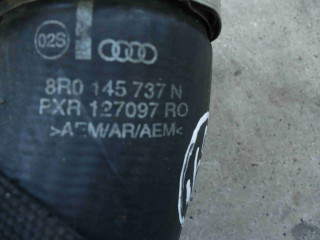 02S
8R0 145 737 N
PXR 127097 RO
>AEM/AR/AEM<